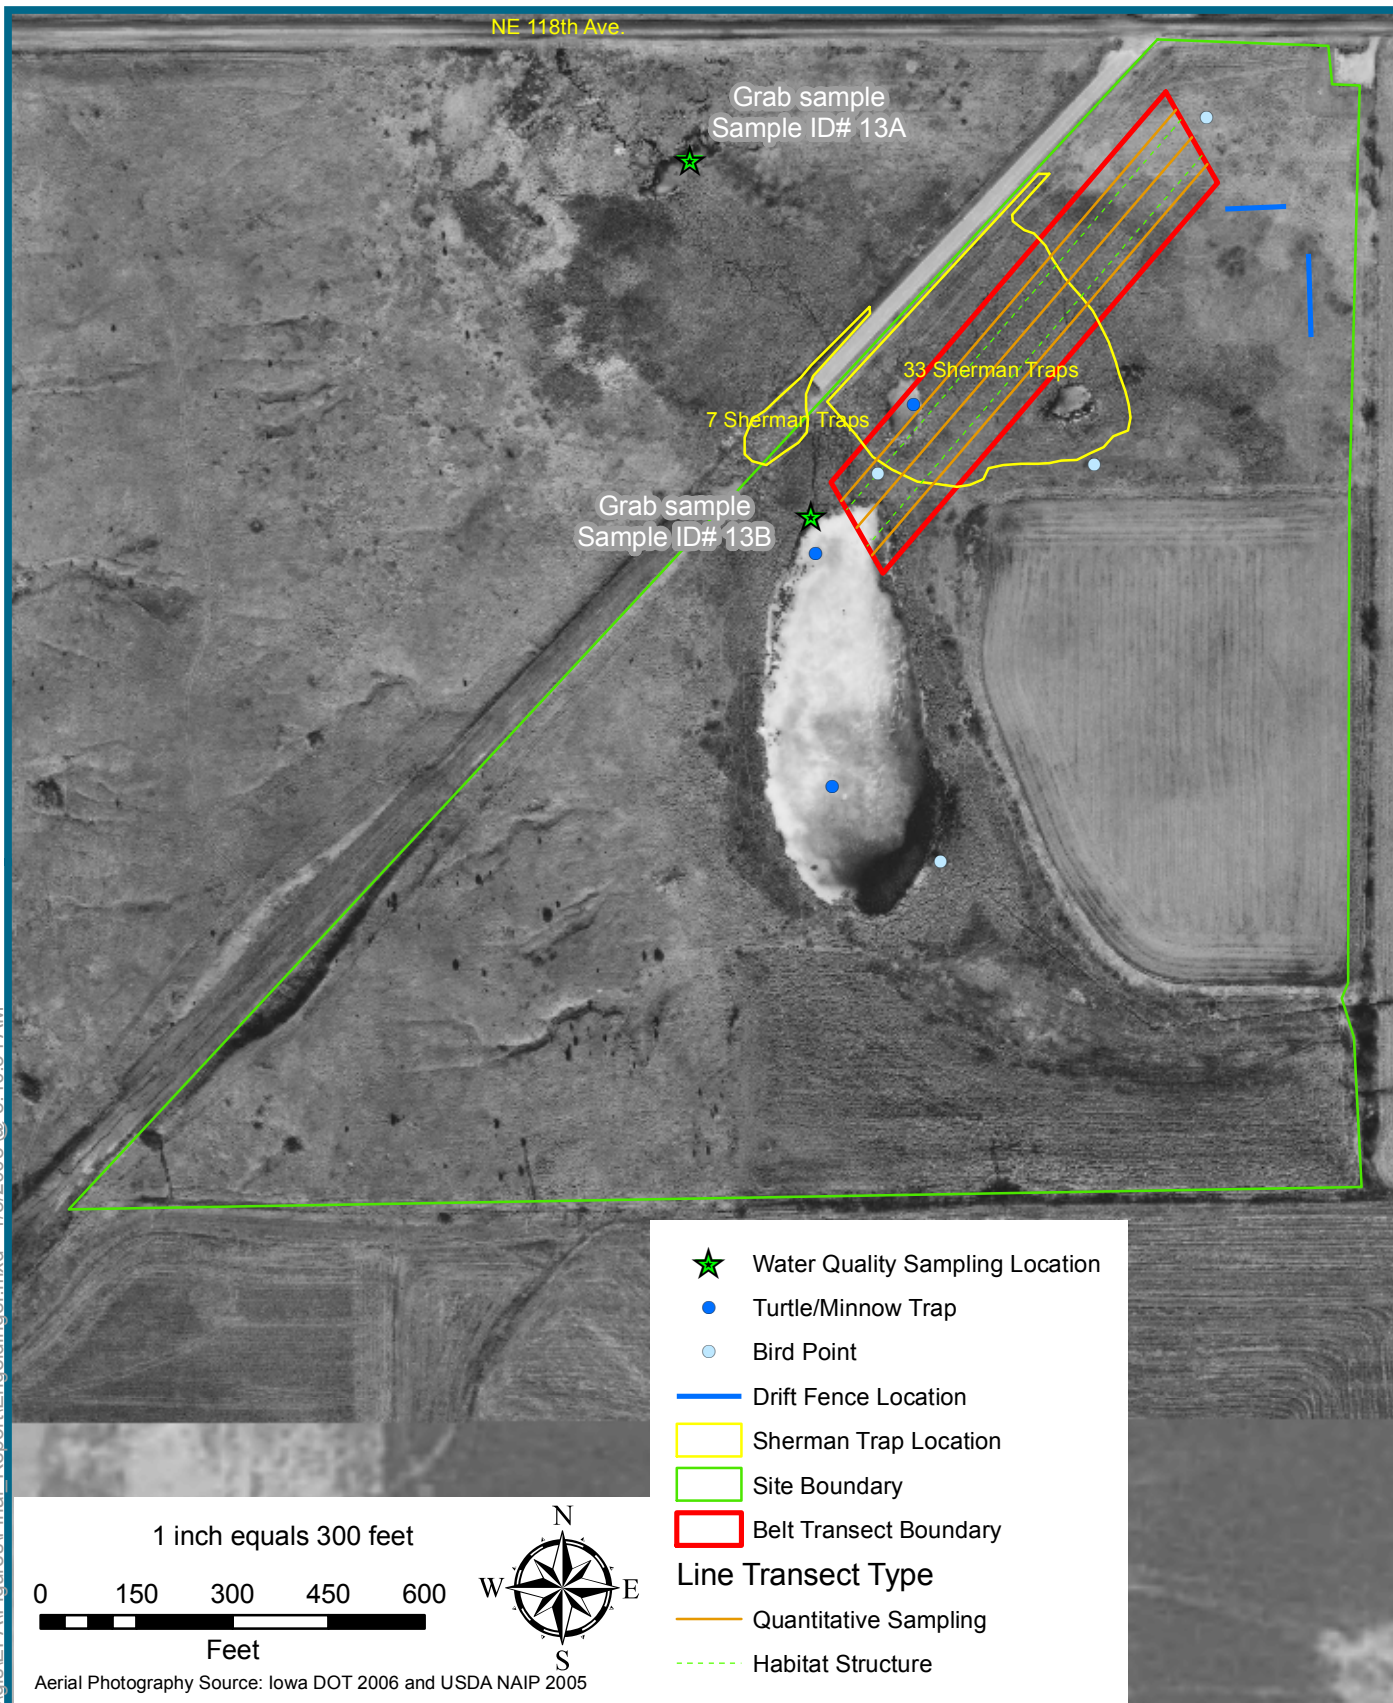 NE 118th Ave.
Grab sample
Sample ID# 13A
33 Sherman Traps
7 Sherman Traps
Grab sample
Sample ID# 13B
Water Quality Sampling Location
Turtle/Minnow Trap
Bird Point
Drift Fence Location
Sherman Trap Location
Site Boundary
Belt Transect Boundary
Line Transect Type
Quantitative Sampling
Habitat Structure
1 inch equals 300 feet
0 150 300 450 600
Feet
N
W E
S
Aerial Photography Source: Iowa DOT 2006 and USDA NAIP 2005